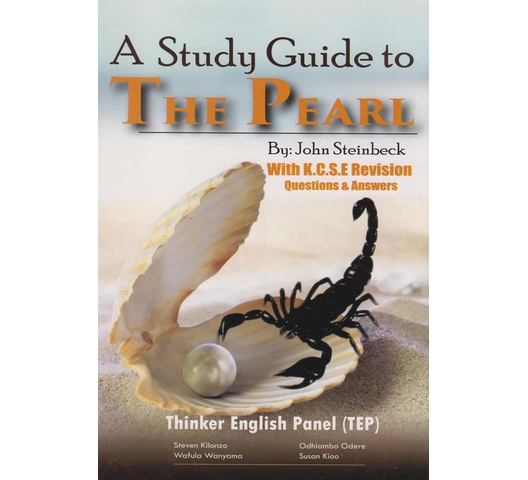 A Study Guide to
THE PEARL
By: John Steinbeck
With K.C.S.E Revision
Questions & Answers
Thinker English Panel (TEP)
Steven Kilonzo
Odhiambo Odere
Wafula Wanyama
Susan Kioo